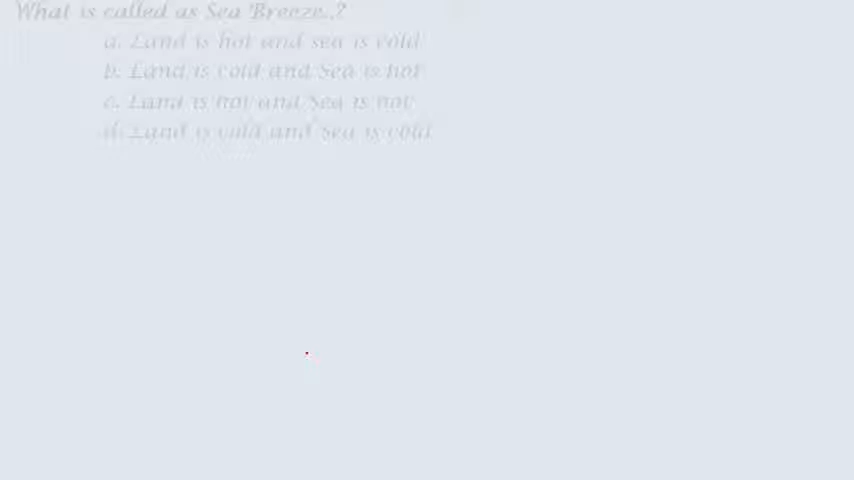 What is called as Sea Breeze..?
a. Land is hot and sea is cold
b. Land is cold and Sea is hot
c. Land is hot and Sea is hot
d. Land is cold and Sea is cold